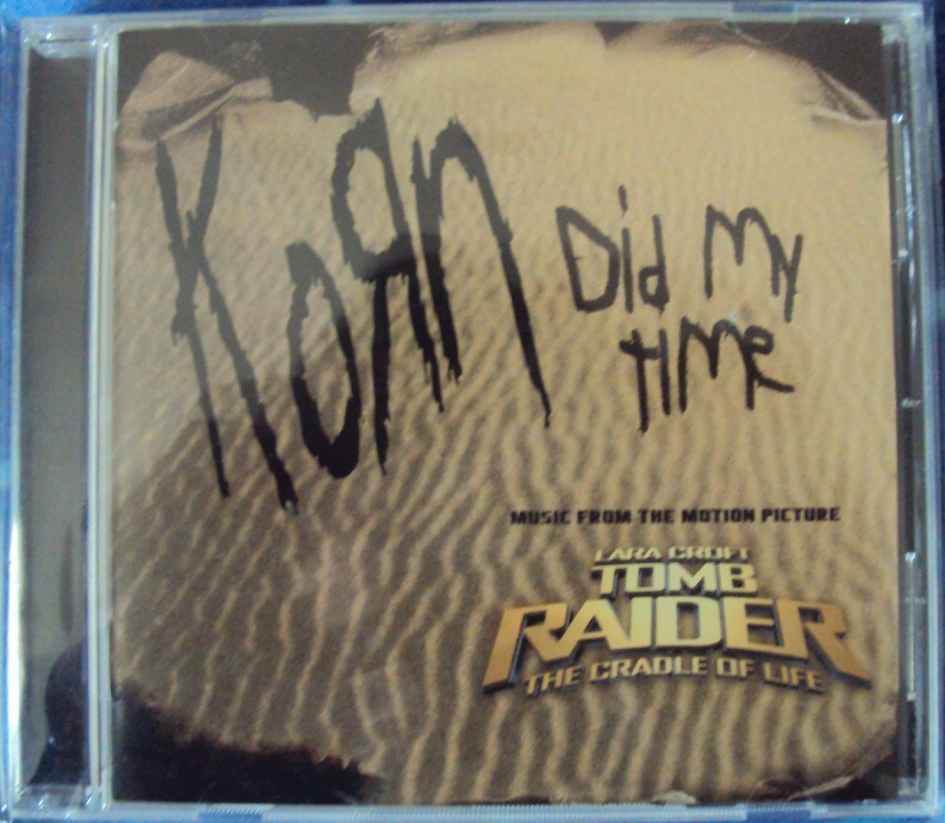 KoЯn
Did My
time
MUSIC FROM THE MOTION PICTURE
LARA CROFT
TOMB
RAIDER
THE CRADLE OF LIFE